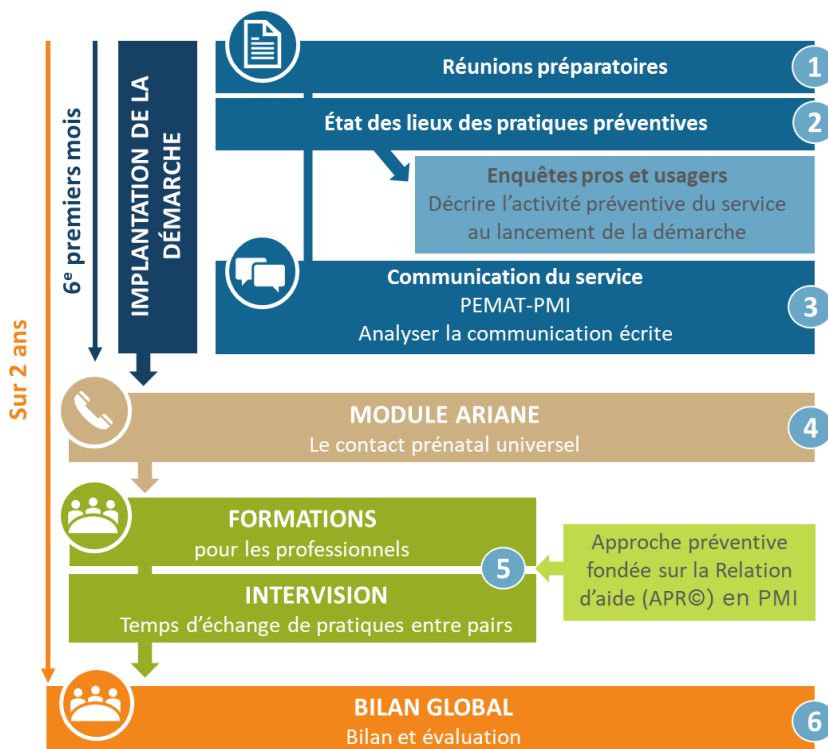 Sur 2 ans
6e premiers mois
IMPLANTATION DE LA
DÉMARCHE
Réunions préparatoires
1
État des lieux des pratiques préventives
2
Enquêtes pros et usagers
Décrire l'activité préventive du service
au lancement de la démarche
Communication du service
PEMAT-PMI
Analyser la communication écrite
3
MODULE ARIANE
Le contact prénatal universel
4
FORMATIONS
pour les professionnels
5
INTERVISION
Temps d'échange de pratiques entre pairs
Approche préventive
fondée sur la Relation
d'aide (APR©) en PMI
BILAN GLOBAL
Bilan et évaluation
6